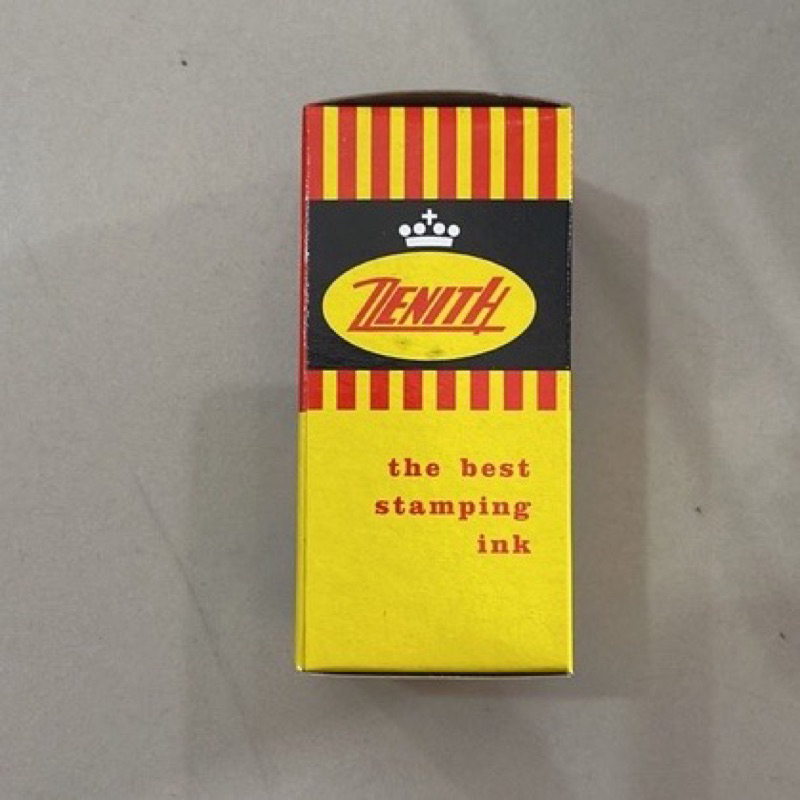 ZENITH
the best
stamping
ink